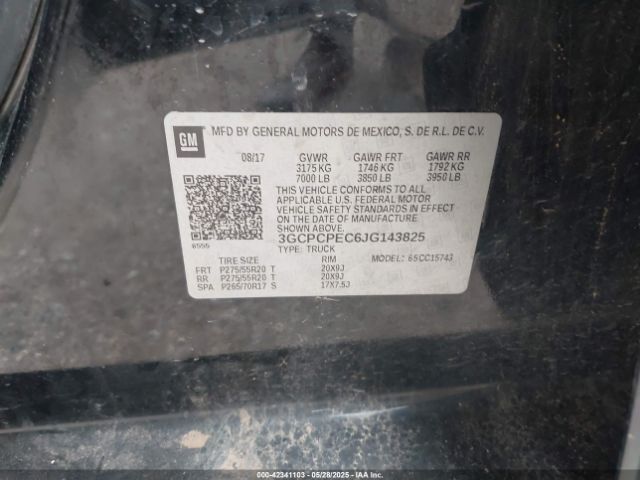 GM
MFD BY GENERAL MOTORS DE MEXICO, S. DE R.L. DE C.V.
08/17 GVWR GAWR FRT GAWR RR
3175 KG 1746 KG 1792 KG
7000 LB 3850 LB 3950 LB
THIS VEHICLE CONFORMS TO ALL
APPLICABLE U.S. FEDERAL MOTOR
VEHICLE SAFETY STANDARDS IN EFFECT
ON THE DATE OF MANUFACTURE
SHOWN ABOVE.
3GCPCPEC6JG143825
6555
TYPE: TRUCK
TIRE SIZE RIM MODEL: 65CC15743
FRT P275/55R20 T 20X9J
RR P275/55R20 T 20X9J
SPA P265/70R17 S 17X7.5J
000-42341103 - 05/28/2025 - IAAI.COM